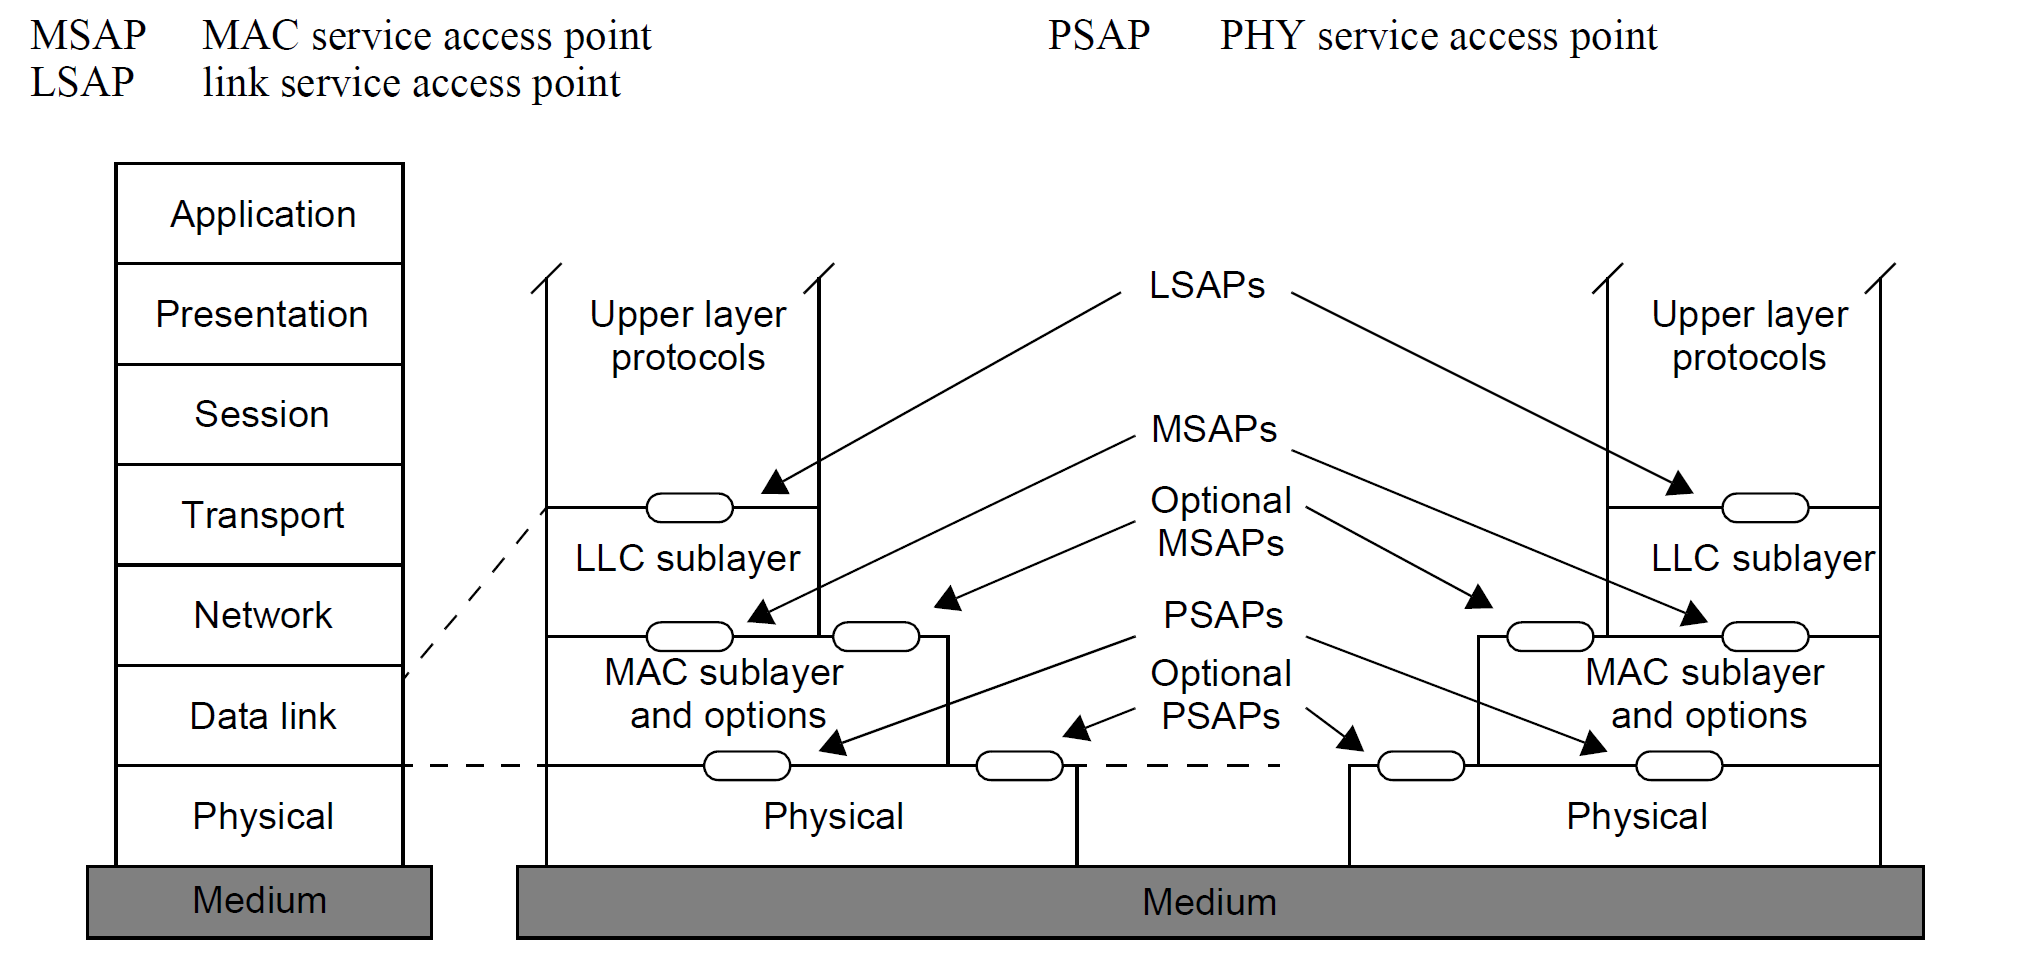 MSAP MAC service access point
PSAP PHY service access point
LSAP link service access point
Application
Presentation
Session
Transport
Network
Data link
Physical
Medium
Upper layer
protocols
LLC sublayer
MAC sublayer
and options
Physical
LSAPs
MSAPs
Optional
MSAPs
PSAPs
Optional
PSAPs
Upper layer
protocols
LLC sublayer
MAC sublayer
and options
Physical
Medium